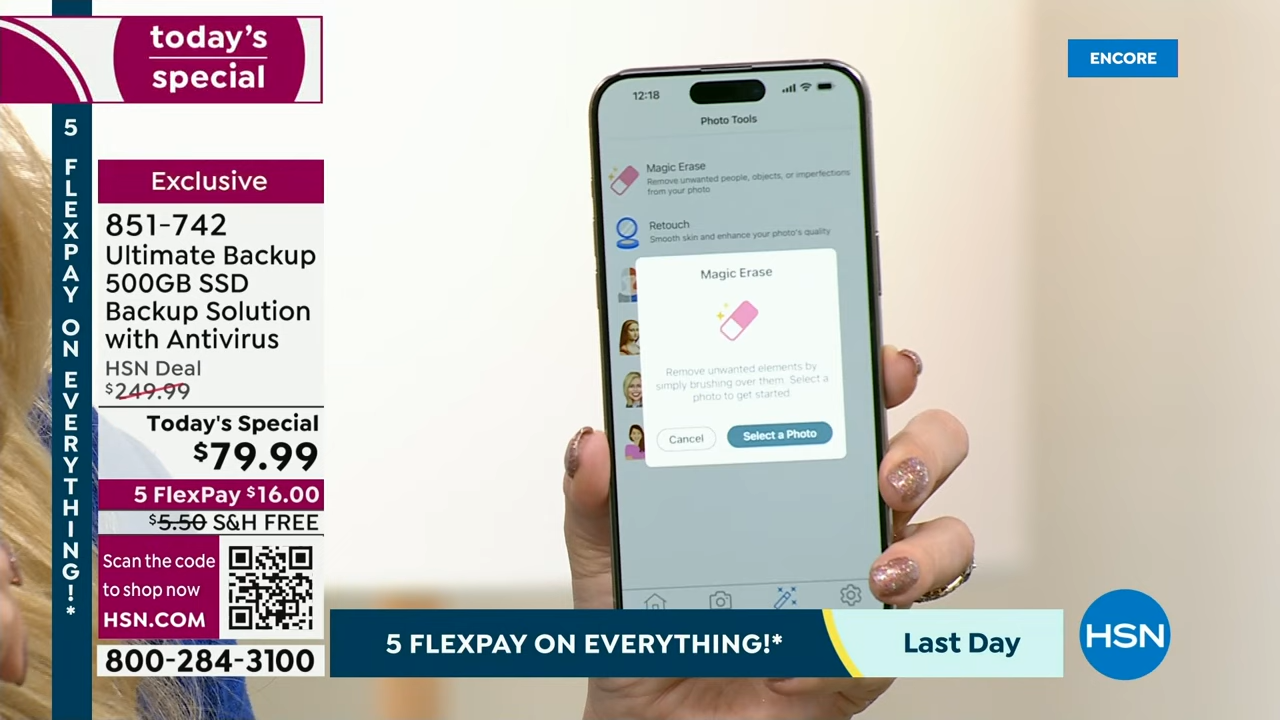 today's
special
5 FLEXPAY ON EVERYTHING!*
Exclusive
851-742
Ultimate Backup
500GB SSD
Backup Solution
with Antivirus
HSN Deal
$249.99
Today's Special
$79.99
5 FlexPay $16.00
$5.50 S&H FREE
Scan the code
to shop now
HSN.COM
800-284-3100
12:18
Photo Tools
Magic Erase
Remove unwanted people, objects, or imperfections
from your photo
Retouch
Smooth skin and enhance your photo's quality
Magic Erase
Remove unwanted elements by
simply brushing over them. Select a
photo to get started.
Cancel
Select a Photo
ENCORE
5 FLEXPAY ON EVERYTHING!*
Last Day
HSN